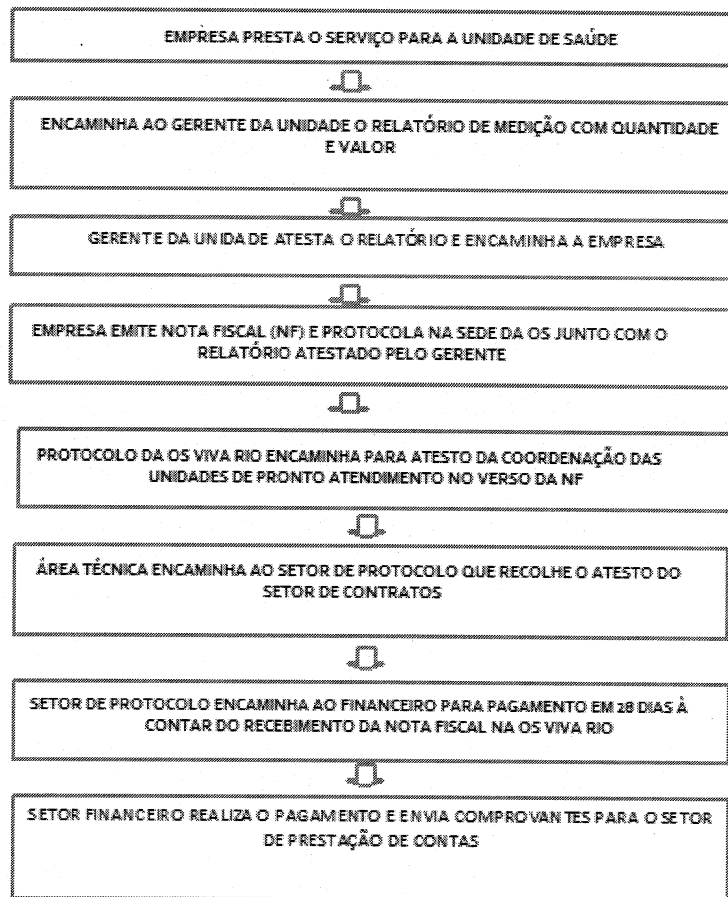 EMPRESA PRESTA O SERVIÇO PARA A UNIDADE DE SAÚDE
ENCAMINHA AO GERENTE DA UNIDADE O RELATÓRIO DE MEDIÇÃO COM QUANTIDADE
E VALOR
GERENTE DA UNIDADE ATESTA O RELATÓRIO E ENCAMINHA A EMPRESA
EMPRESA EMITE NOTA FISCAL (NF) E PROTOCOLA NA SEDE DA OS JUNTO COM O
RELATÓRIO ATESTADO PELO GERENTE
PROTOCOLO DA OS VIVA RIO ENCAMINHA PARA ATESTO DA COORDENAÇÃO DAS
UNIDADES DE PRONTO ATENDIMENTO NO VERSO DA NF
ÁREA TÉCNICA ENCAMINHA AO SETOR DE PROTOCOLO QUE RECOLHE O ATESTO DO
SETOR DE CONTRATOS
SETOR DE PROTOCOLO ENCAMINHA AO FINANCEIRO PARA PAGAMENTO EM 28 DIAS À
CONTAR DO RECEBIMENTO DA NOTA FISCAL NA OS VIVA RIO
SETOR FINANCEIRO REALIZA O PAGAMENTO E ENVIA COMPROVANTES PARA O SETOR
DE PRESTAÇÃO DE CONTAS